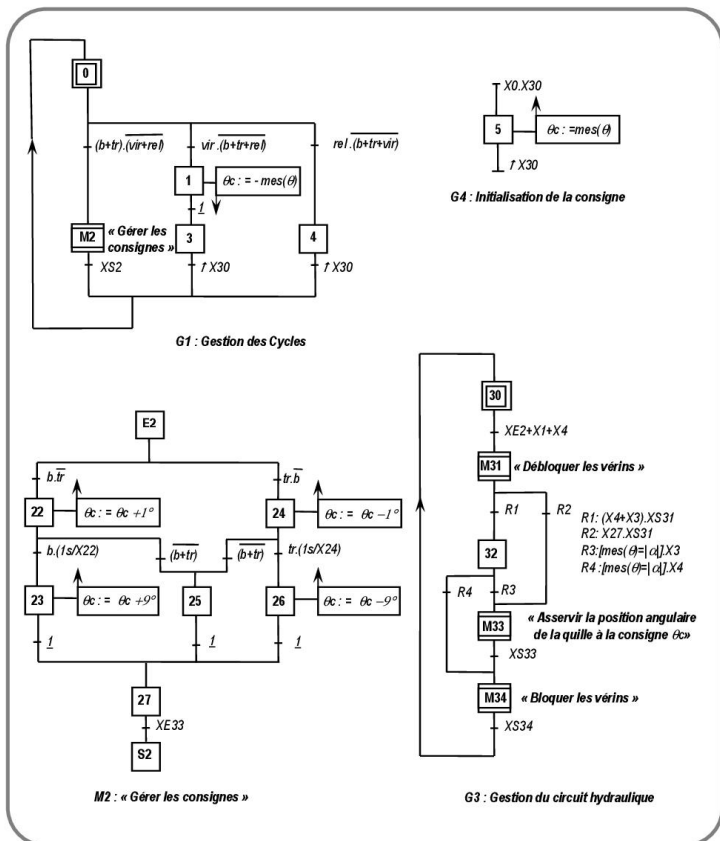 0
(b+tr).(vir+rel)
vir.(b+tr+rel)
rel.(b+tr+vir)
1
θc : = - mes(θ)
1
M2
« Gérer les
consignes »
3
4
XS2
↑X30
↑X30
G1 : Gestion des Cycles
X0.X30
5
θc : =mes(θ)
↑X30
G4 : Initialisation de la consigne
E2
b.tr
tr.b
22
θc : = θc +1°
24
θc : = θc –1°
b.(1s/X22)
(b+tr)
(b+tr)
tr.(1s/X24)
23
θc : = θc +9°
25
26
θc : = θc –9°
1
1
1
27
XE33
S2
M2 : « Gérer les consignes »
30
XE2+X1+X4
M31
« Débloquer les vérins »
R1
R2
R1: (X4+X3).XS31
R2: X27.XS31
R3:[mes(θ)=|α|].X3
R4:[mes(θ)=|α|].X4
32
R4
R3
M33
« Asservir la position angulaire
de la quille à la consigne θc»
XS33
M34
« Bloquer les vérins »
XS34
G3 : Gestion du circuit hydraulique